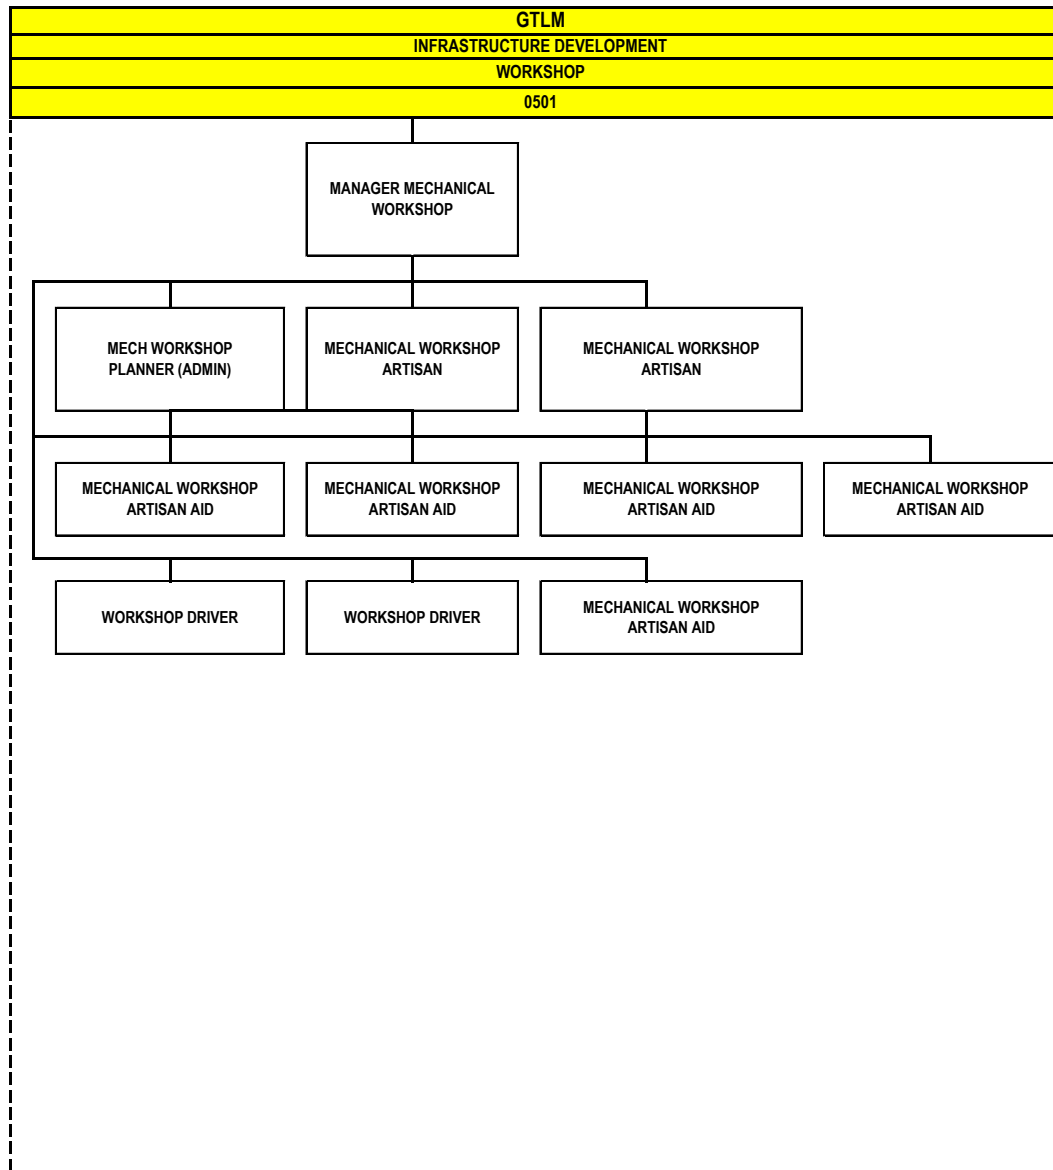 GTLM
INFRASTRUCTURE DEVELOPMENT
WORKSHOP
0501
MANAGER MECHANICAL
WORKSHOP
MECH WORKSHOP
PLANNER (ADMIN)
MECHANICAL WORKSHOP
ARTISAN
MECHANICAL WORKSHOP
ARTISAN
MECHANICAL WORKSHOP
ARTISAN AID
MECHANICAL WORKSHOP
ARTISAN AID
MECHANICAL WORKSHOP
ARTISAN AID
MECHANICAL WORKSHOP
ARTISAN AID
WORKSHOP DRIVER
WORKSHOP DRIVER
MECHANICAL WORKSHOP
ARTISAN AID